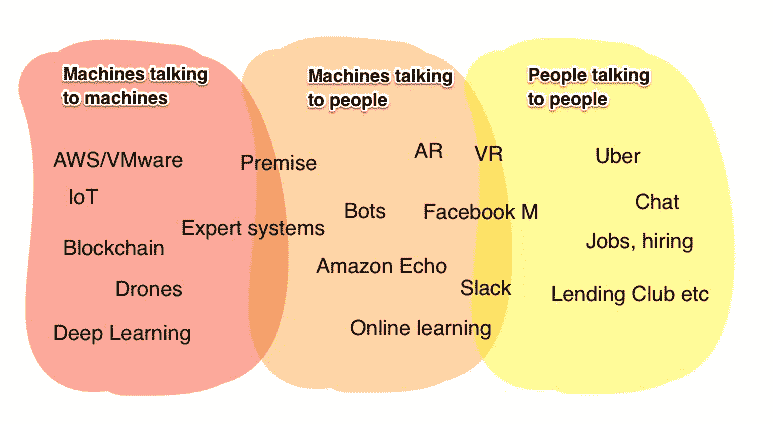 Machines talking
to machines
Machines talking
to people
People talking
to people
AWS/VMware
IoT
Blockchain
Drones
Deep Learning
Premise
Expert systems
AR
VR
Bots
Facebook M
Amazon Echo
Slack
Online learning
Uber
Chat
Jobs, hiring
Lending Club etc